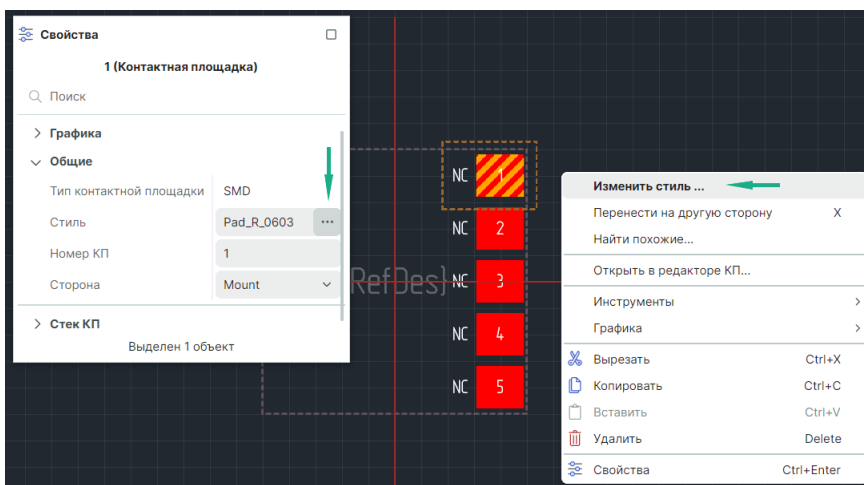 Свойства
1 (Контактная площадка)
Поиск
Графика
Общие
Тип контактной площадки SMD
Стиль Pad_R_0603 ...
Номер КП 1
Сторона Mount
Стек КП
Выделен 1 объект
RefDes}
NC 1
NC 2
NC 3
NC 4
NC 5
Изменить стиль ...
Перенести на другую сторону X
Найти похожие...
Открыть в редакторе КП...
Инструменты
Графика
Вырезать Ctrl+X
Копировать Ctrl+C
Вставить Ctrl+V
Удалить Delete
Свойства Ctrl+Enter